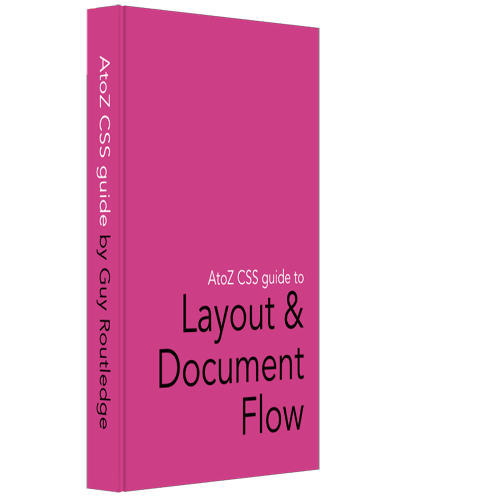 AtoZ CSS guide by Guy Routledge
AtoZ CSS guide to
Layout &
Document
Flow